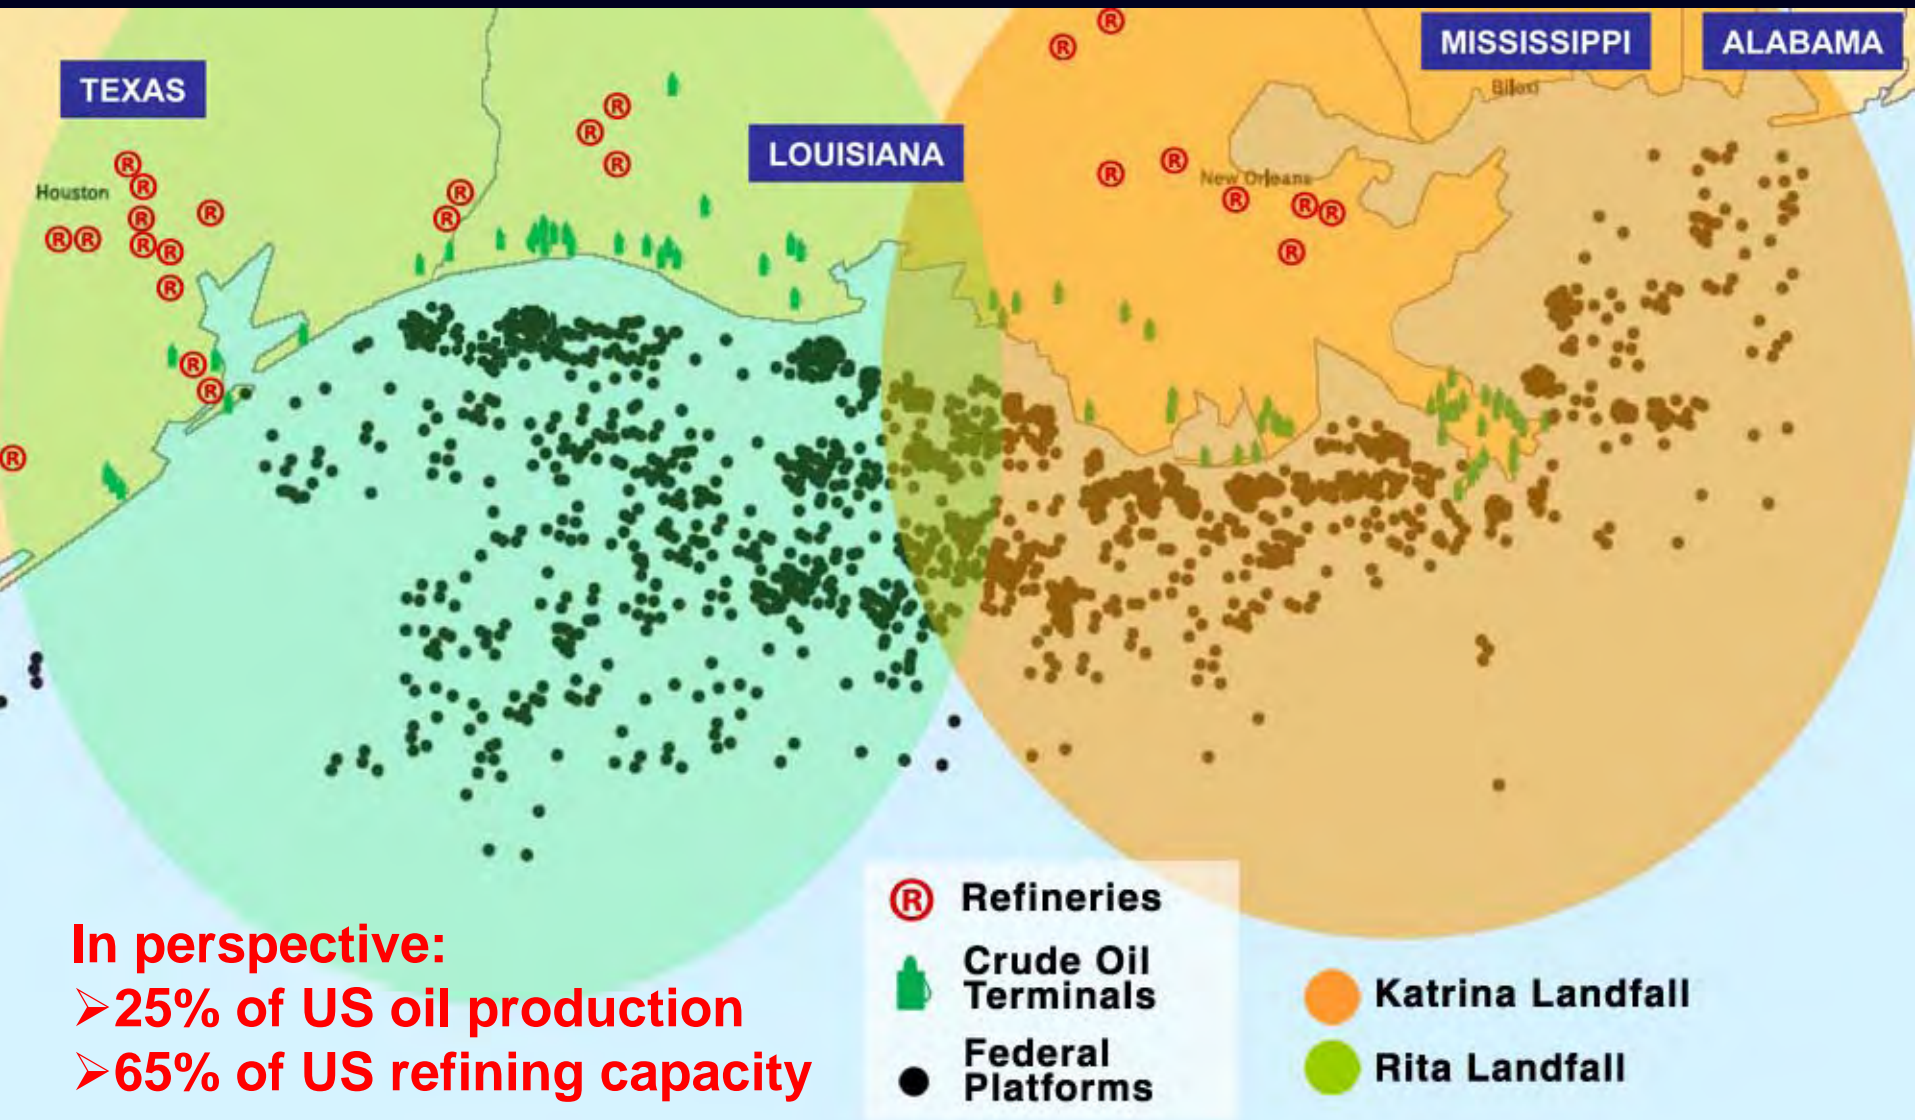 MISSISSIPPI
ALABAMA
TEXAS
Biloxi
LOUISIANA
Houston
New Orleans
In perspective:
➢25% of US oil production
➢65% of US refining capacity
R Refineries
Crude Oil
Terminals
Federal
Platforms
Katrina Landfall
Rita Landfall